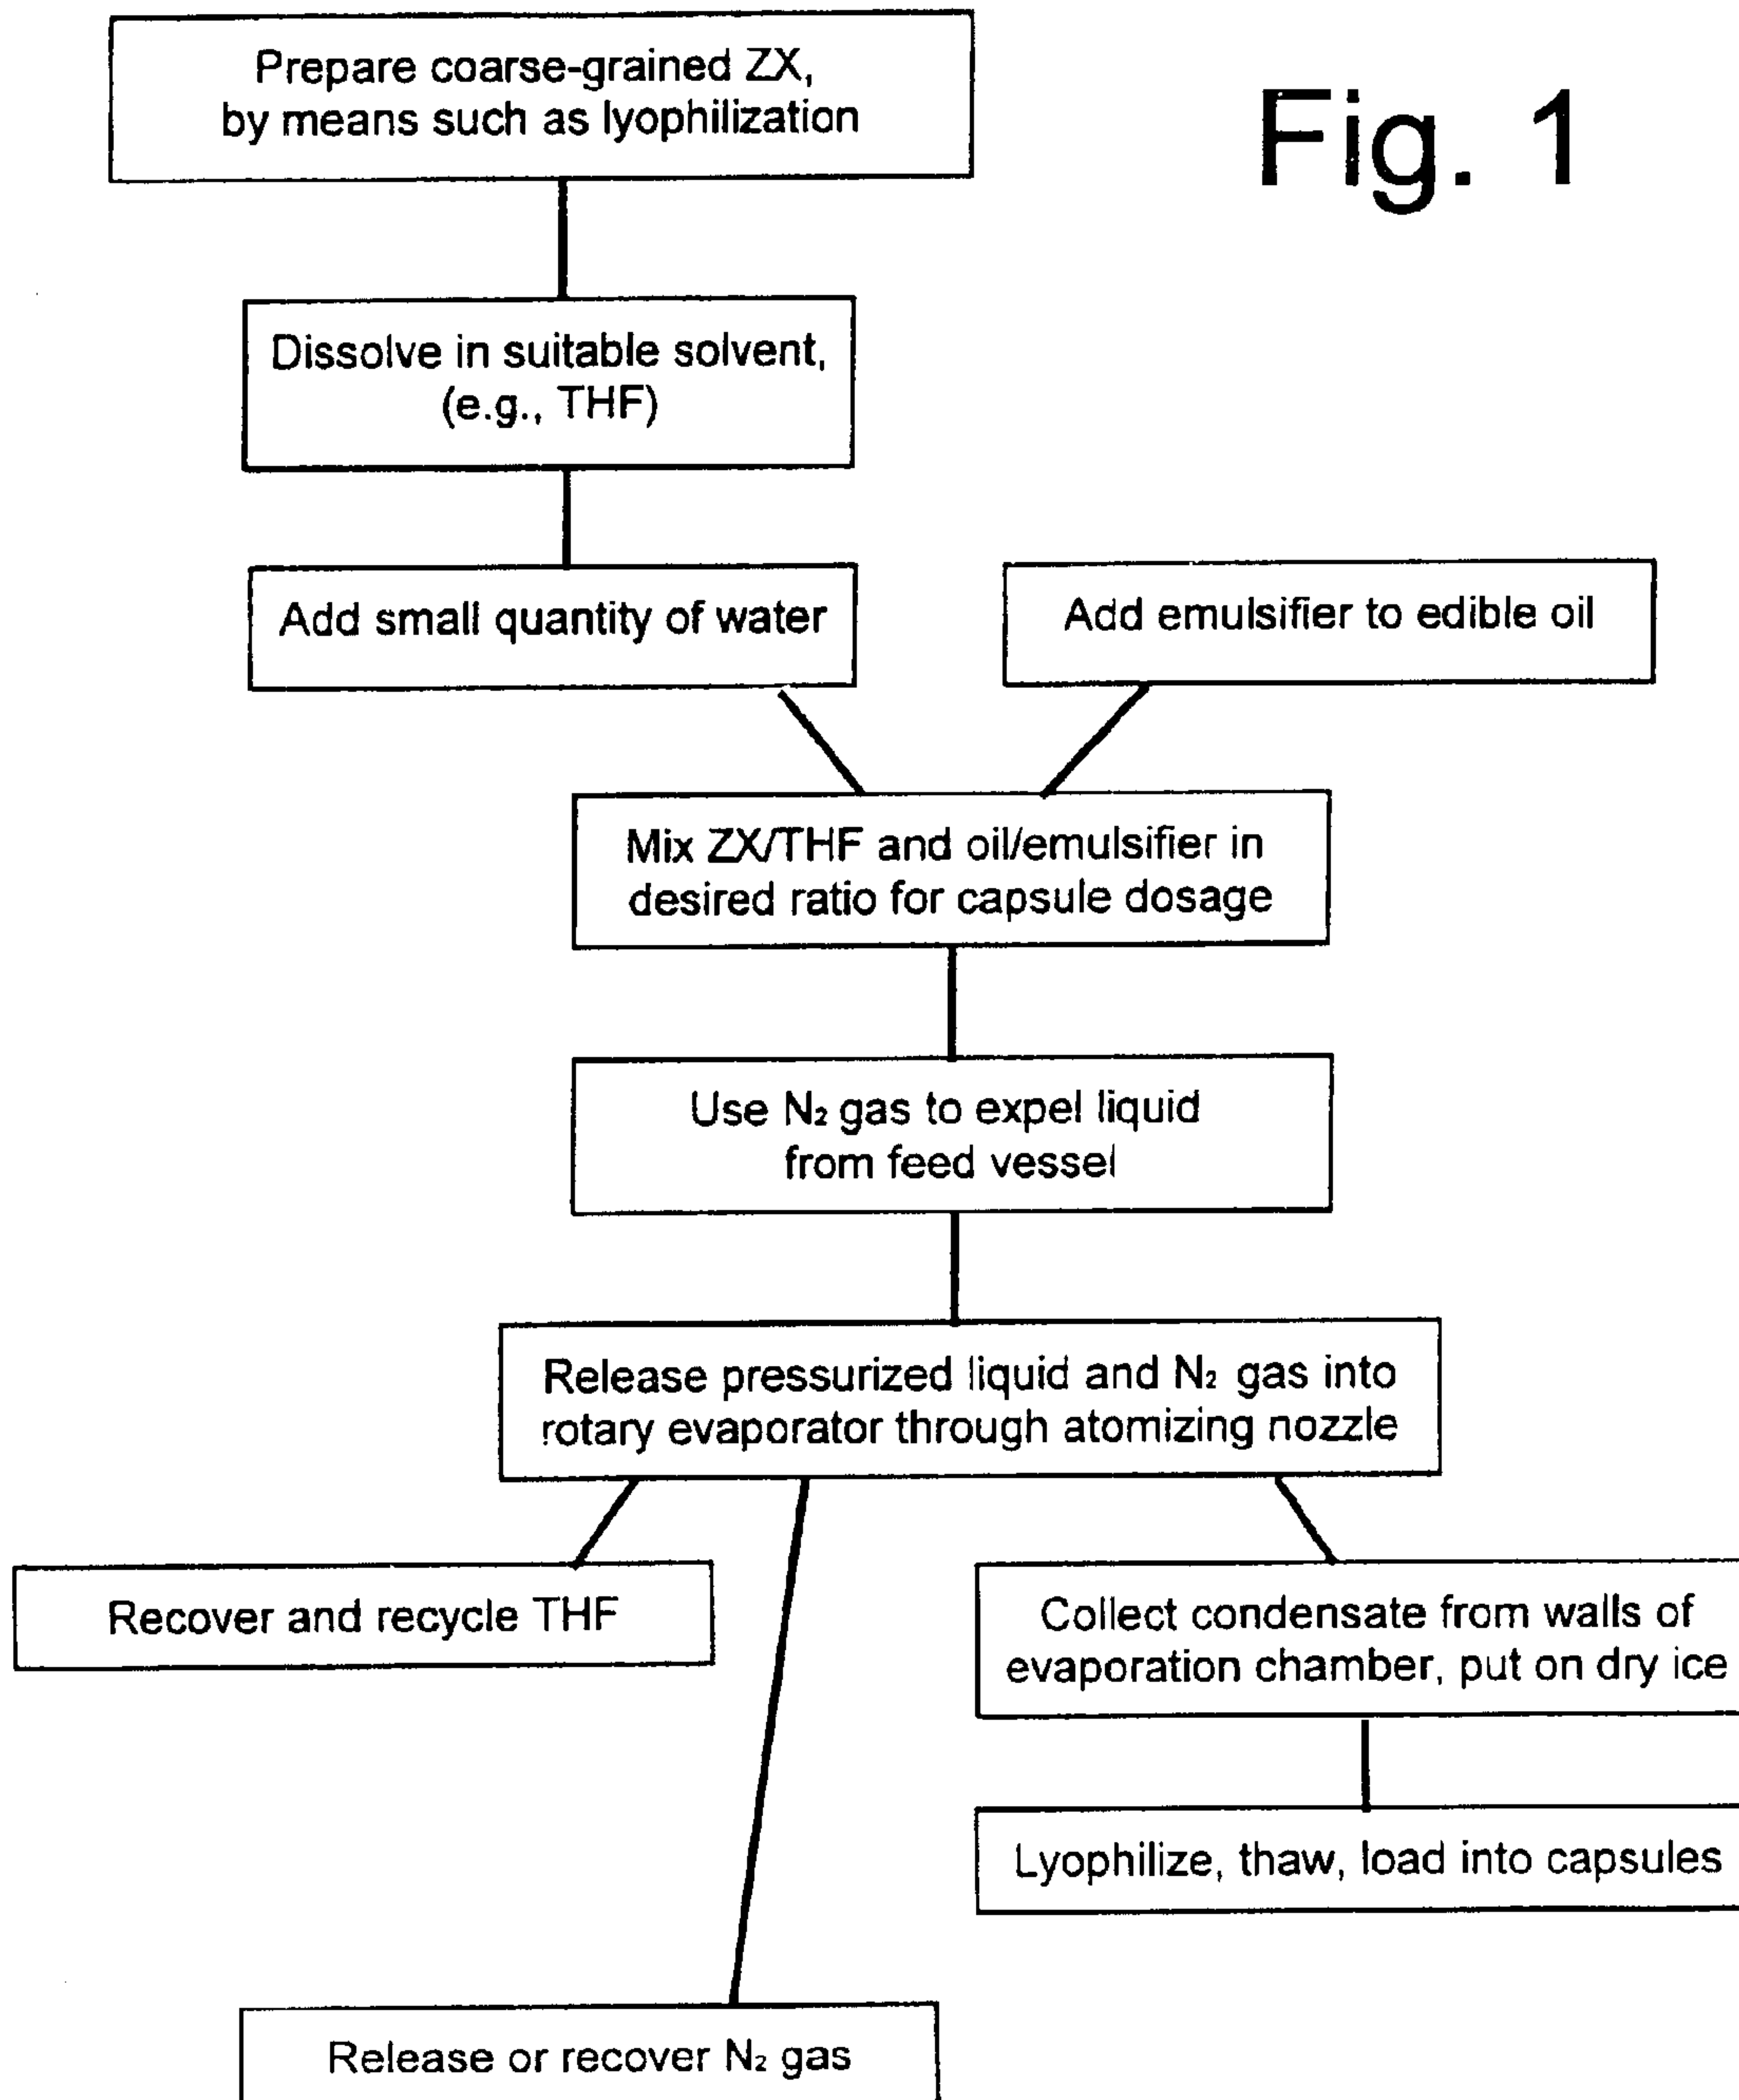 Fig. 1
Prepare coarse-grained ZX,
by means such as lyophilization
Dissolve in suitable solvent,
(e.g., THF)
Add small quantity of water
Add emulsifier to edible oil
Mix ZX/THF and oil/emulsifier in
desired ratio for capsule dosage
Use N₂ gas to expel liquid
from feed vessel
Release pressurized liquid and N₂ gas into
rotary evaporator through atomizing nozzle
Recover and recycle THF
Collect condensate from walls of
evaporation chamber, put on dry ice
Lyophilize, thaw, load into capsules
Release or recover N₂ gas